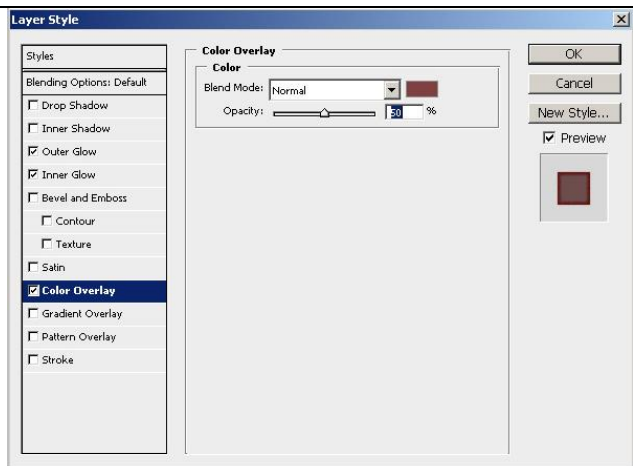 Layer Style
Styles
Blending Options: Default
Drop Shadow
Inner Shadow
Outer Glow
Inner Glow
Bevel and Emboss
Contour
Texture
Satin
Color Overlay
Gradient Overlay
Pattern Overlay
Stroke
Color Overlay
Color
Blend Mode: Normal
Opacity: 50 %
OK
Cancel
New Style...
Preview